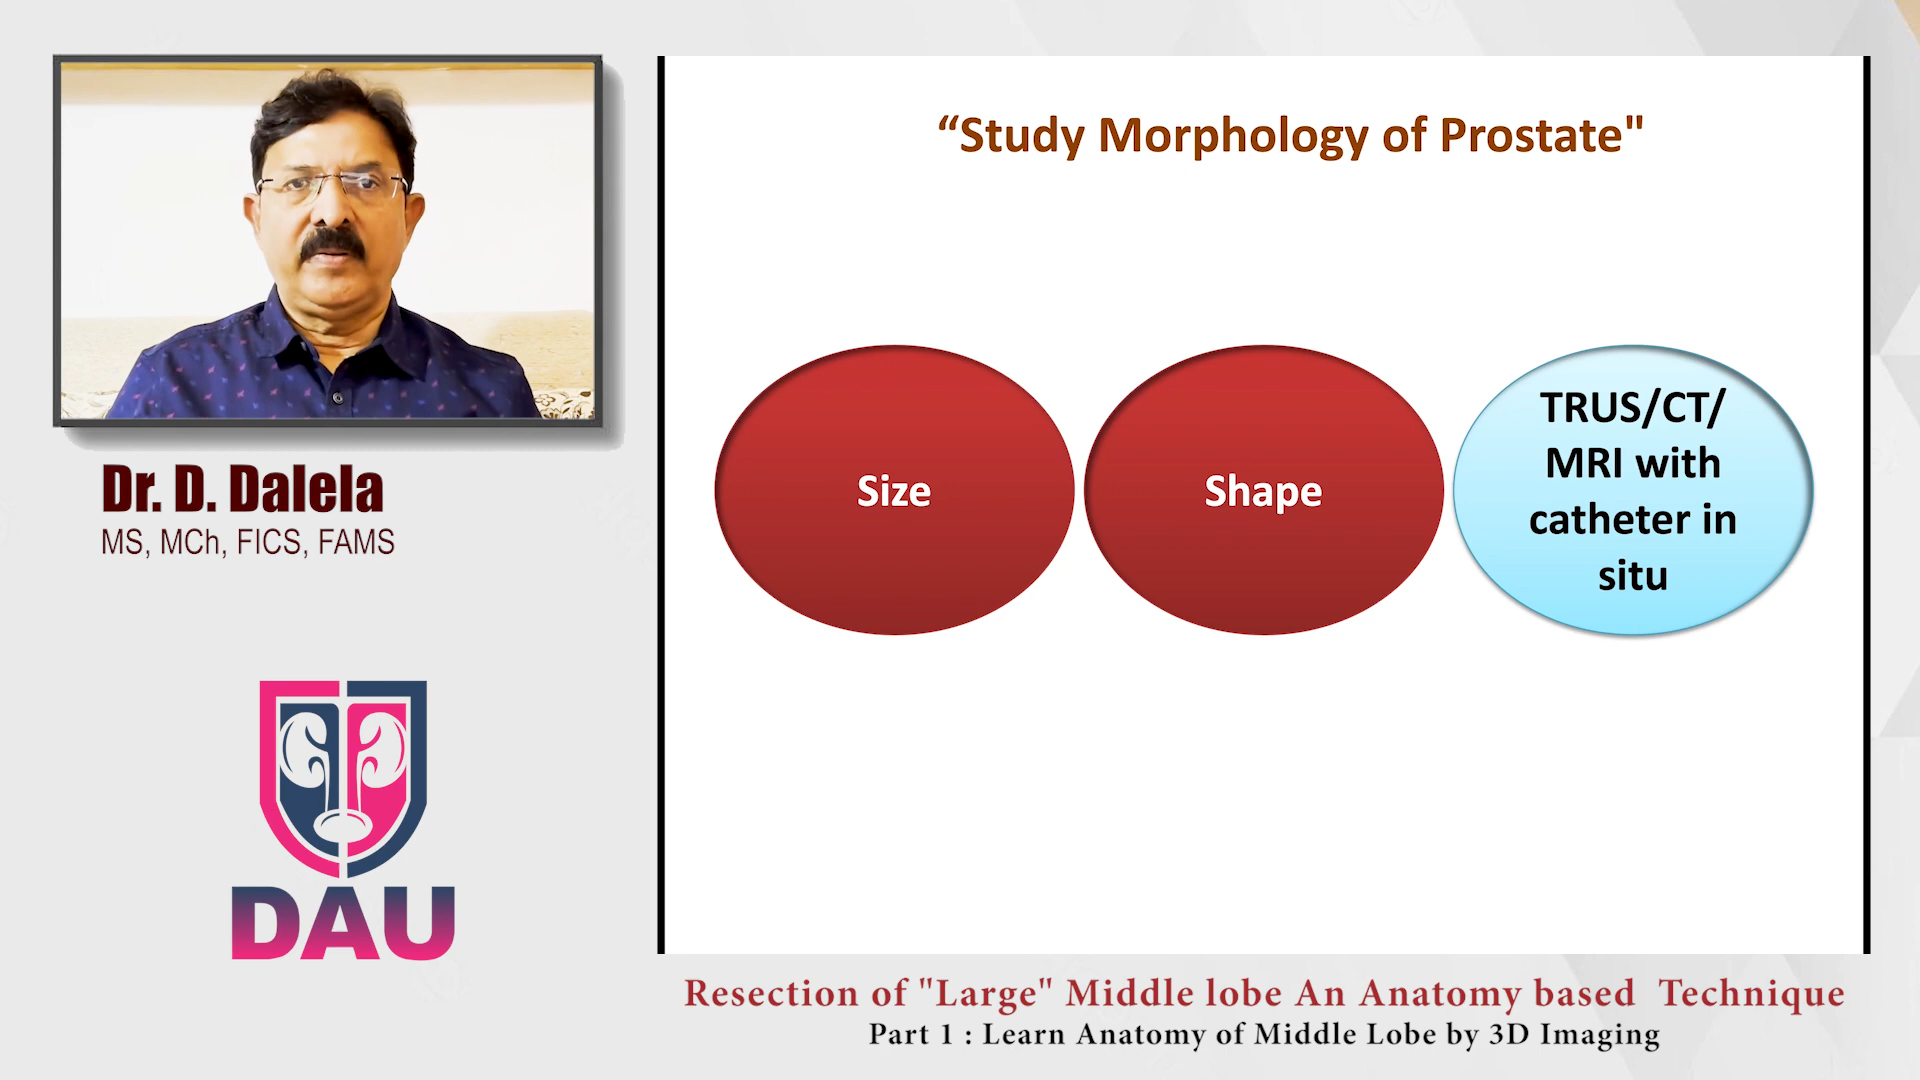 “Study Morphology of Prostate"
Size
Shape
TRUS/CT/
MRI with
catheter in
situ
Dr. D. Dalela
MS, MCh, FICS, FAMS
DAU
Resection of "Large" Middle lobe An Anatomy based Technique
Part 1 : Learn Anatomy of Middle Lobe by 3D Imaging